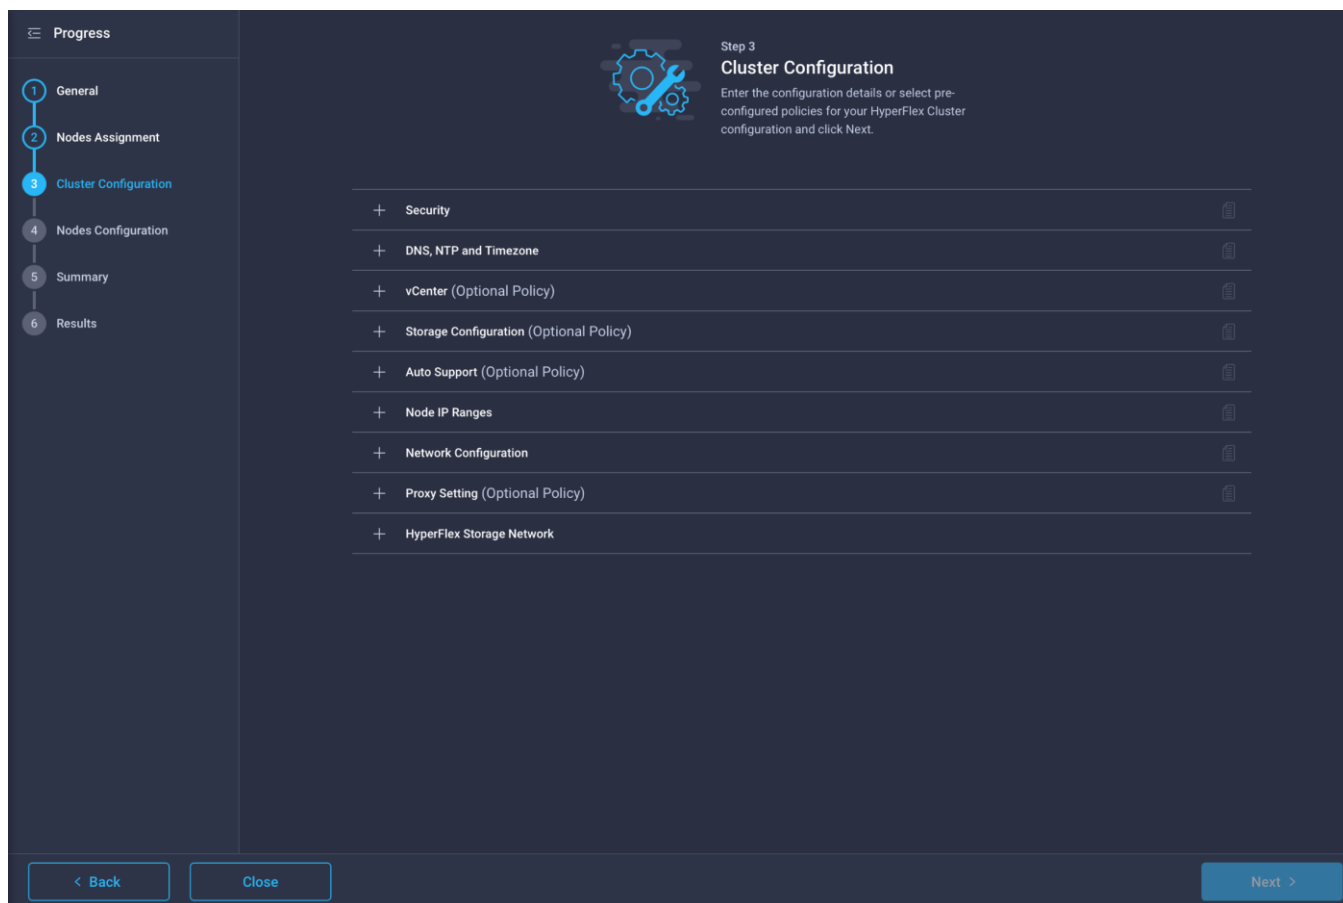 Progress
1 General
2 Nodes Assignment
3 Cluster Configuration
4 Nodes Configuration
5 Summary
6 Results
Step 3
Cluster Configuration
Enter the configuration details or select pre-
configured policies for your HyperFlex Cluster
configuration and click Next.
+ Security
+ DNS, NTP and Timezone
+ vCenter (Optional Policy)
+ Storage Configuration (Optional Policy)
+ Auto Support (Optional Policy)
+ Node IP Ranges
+ Network Configuration
+ Proxy Setting (Optional Policy)
+ HyperFlex Storage Network
< Back
Close
Next >